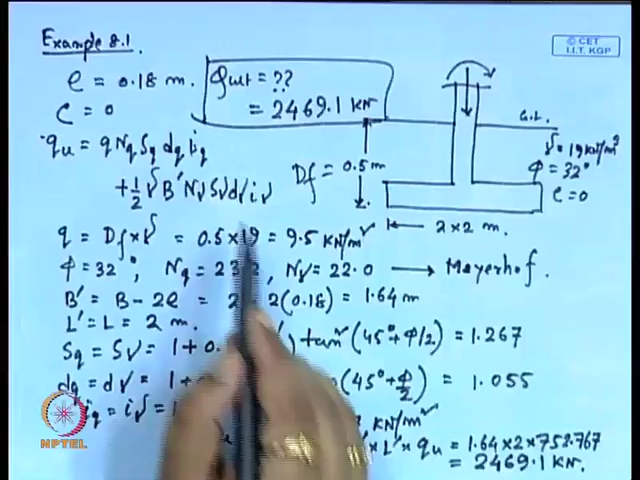 Example 8.1.
© CET
I.I.T. KGP
e = 0.18 m.
C = 0
Qult = ??
= 2469.1 kN
G.L.
γ = 19 kN/m³
φ = 32°
C = 0
Df = 0.5 m
2 x 2 m.
qu = q Nq Sq dq iq
+ 1/2 γ B' Nγ Sγ dγ iγ
q = Df x γ = 0.5 x 19 = 9.5 kN/m²
φ = 32° ; Nq = 23.2 , Nγ = 22.0 → Meyerhof.
B' = B - 2e = 2 2(0.18) = 1.64 m
L' = L = 2 m.
Sq = Sγ = 1 + 0. ) tan² (45° + φ/2) = 1.267
dq = dγ = 1 + (45° + φ/2) = 1.055
iq = iγ = 1
kN/m²
x L' x qu = 1.64 x 2 x 752.767
= 2469.1 kN.
NPTEL